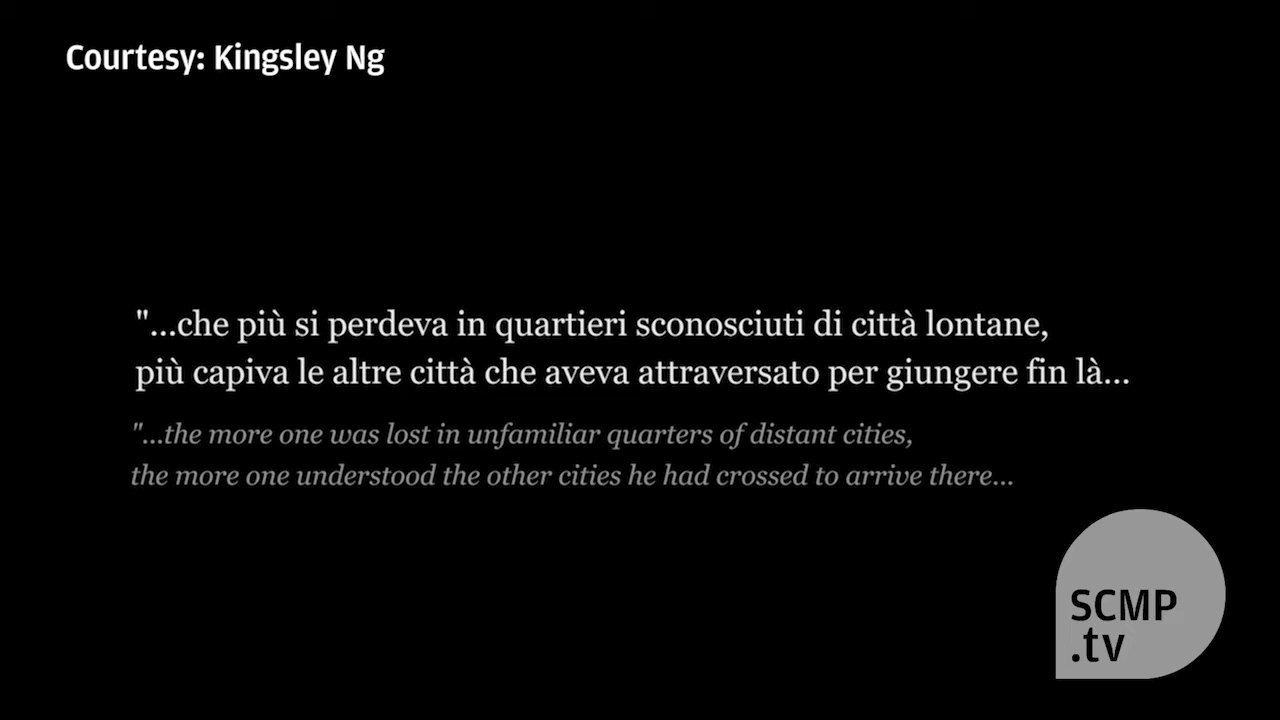 Courtesy: Kingsley Ng
"...che più si perdeva in quartieri sconosciuti di città lontane,
più capiva le altre città che aveva attraversato per giungere fin là...
"...the more one was lost in unfamiliar quarters of distant cities,
the more one understood the other cities he had crossed to arrive there...
SCMP
.tv